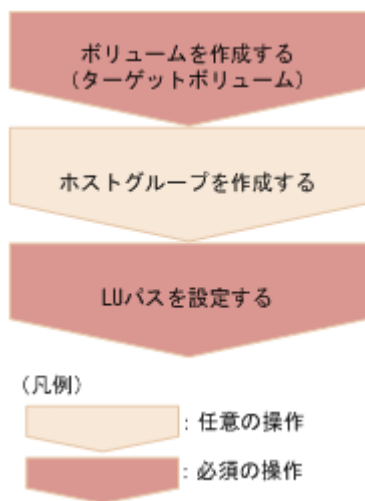 ボリュームを作成する
(ターゲットボリューム)
ホストグループを作成する
LUパスを設定する
(凡例)
: 任意の操作
: 必須の操作